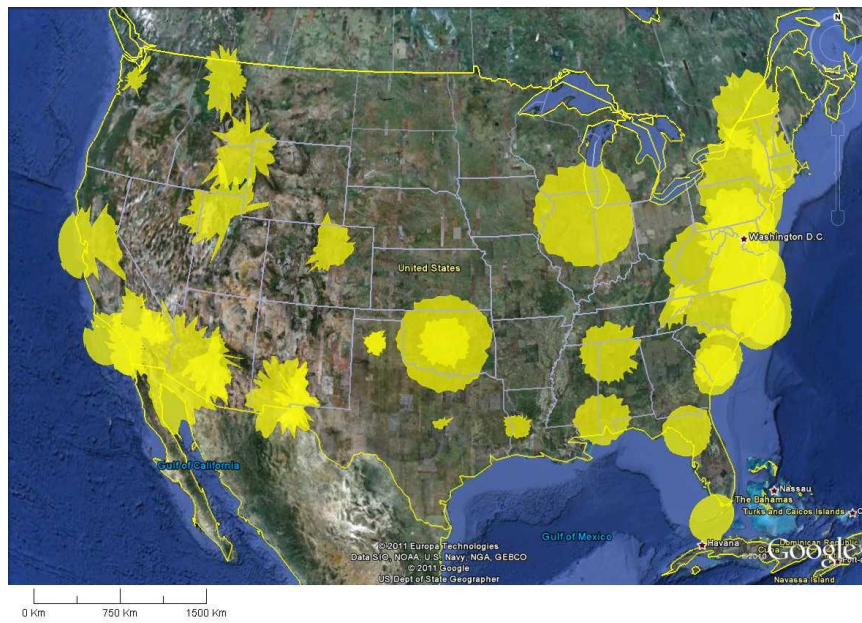 N
Washington D.C.
United States
Gulf of California
Nassau
The Bahamas
Turks and Caicos Islands
Gulf of Mexico
Havana
Cuba
Dominican Republic
© 2011 Europa Technologies
Data SIO, NOAA, U.S. Navy, NGA, GEBCO
© 2011 Google
US Dept of State Geographer
©2010 Google
Navassa Island
0 Km 750 Km 1500 Km